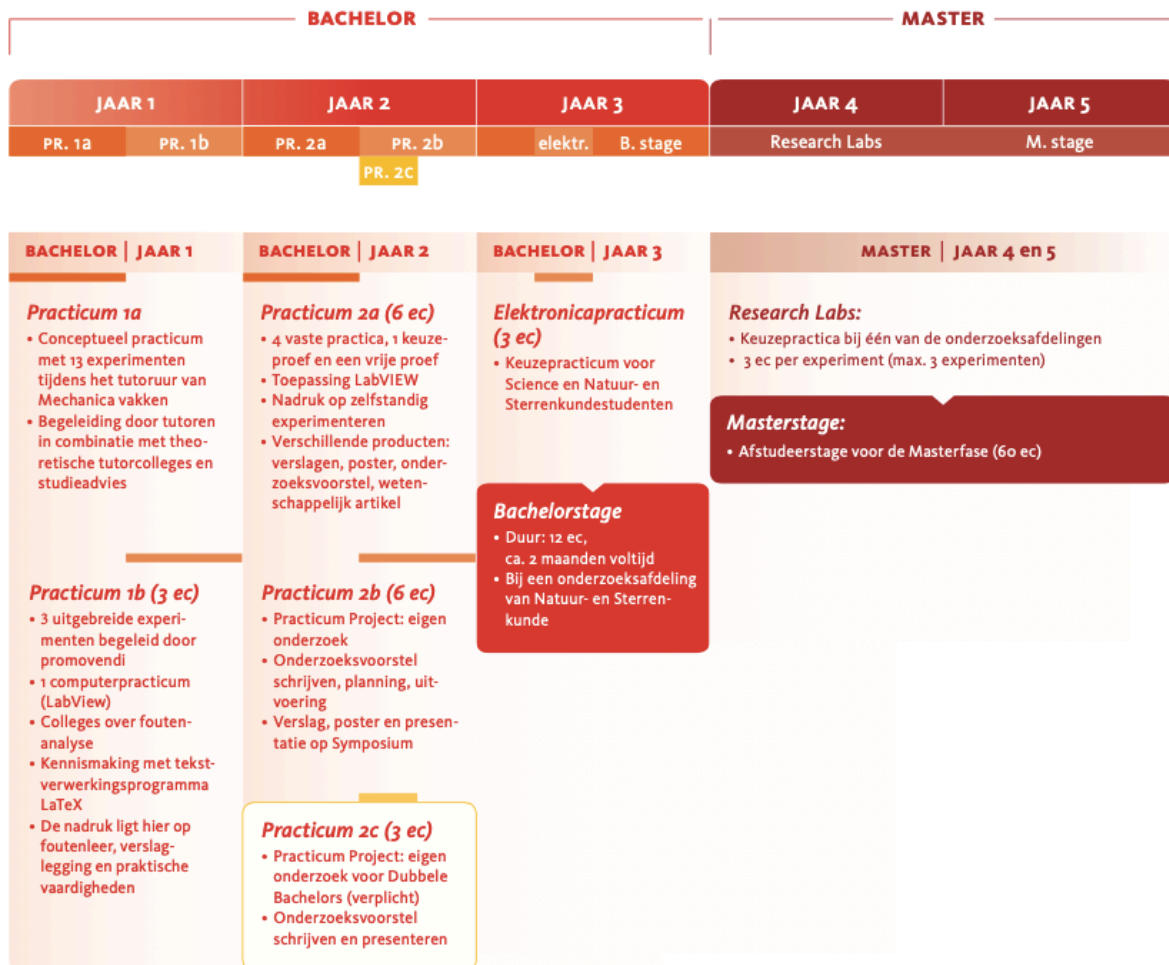 BACHELOR
MASTER
JAAR 1
JAAR 2
JAAR 3
JAAR 4
JAAR 5
PR. 1a
PR. 1b
PR. 2a
PR. 2b
elektr.
B. stage
Research Labs
M. stage
PR. 2C
BACHELOR | JAAR 1
Practicum 1a
• Conceptueel practicum
met 13 experimenten
tijdens het tutoruur van
Mechanica vakken
• Begeleiding door tutoren
in combinatie met theo-
retische tutorcolleges en
studieadvies
Practicum 1b (3 ec)
• 3 uitgebreide experi-
menten begeleid door
promovendi
• 1 computerpracticum
(LabView)
• Colleges over fouten-
analyse
• Kennismaking met tekst-
verwerkingsprogramma
LaTeX
• De nadruk ligt hier op
foutenleer, verslag-
legging en praktische
vaardigheden
BACHELOR | JAAR 2
Practicum 2a (6 ec)
• 4 vaste practica, 1 keuze-
proef en een vrije proef
• Toepassing LabVIEW
• Nadruk op zelfstandig
experimenteren
• Verschillende producten:
verslagen, poster, onder-
zoeksvoorstel, weten-
schappelijk artikel
Practicum 2b (6 ec)
• Practicum Project: eigen
onderzoek
• Onderzoeksvoorstel
schrijven, planning, uit-
voering
• Verslag, poster en presen-
tatie op Symposium
Practicum 2c (3 ec)
• Practicum Project: eigen
onderzoek voor Dubbele
Bachelors (verplicht)
• Onderzoeksvoorstel
schrijven en presenteren
BACHELOR | JAAR 3
Elektronicapracticum
(3 ec)
• Keuzepracticum voor
Science en Natuur- en
Sterrenkundestudenten
Bachelorstage
• Duur: 12 ec,
ca. 2 maanden voltijd
• Bij een onderzoeksafdeling
van Natuur- en Sterren-
kunde
MASTER | JAAR 4 en 5
Research Labs:
• Keuzepractica bij één van de onderzoeksafdelingen
• 3 ec per experiment (max. 3 experimenten)
Masterstage:
• Afstudeerstage voor de Masterfase (60 ec)